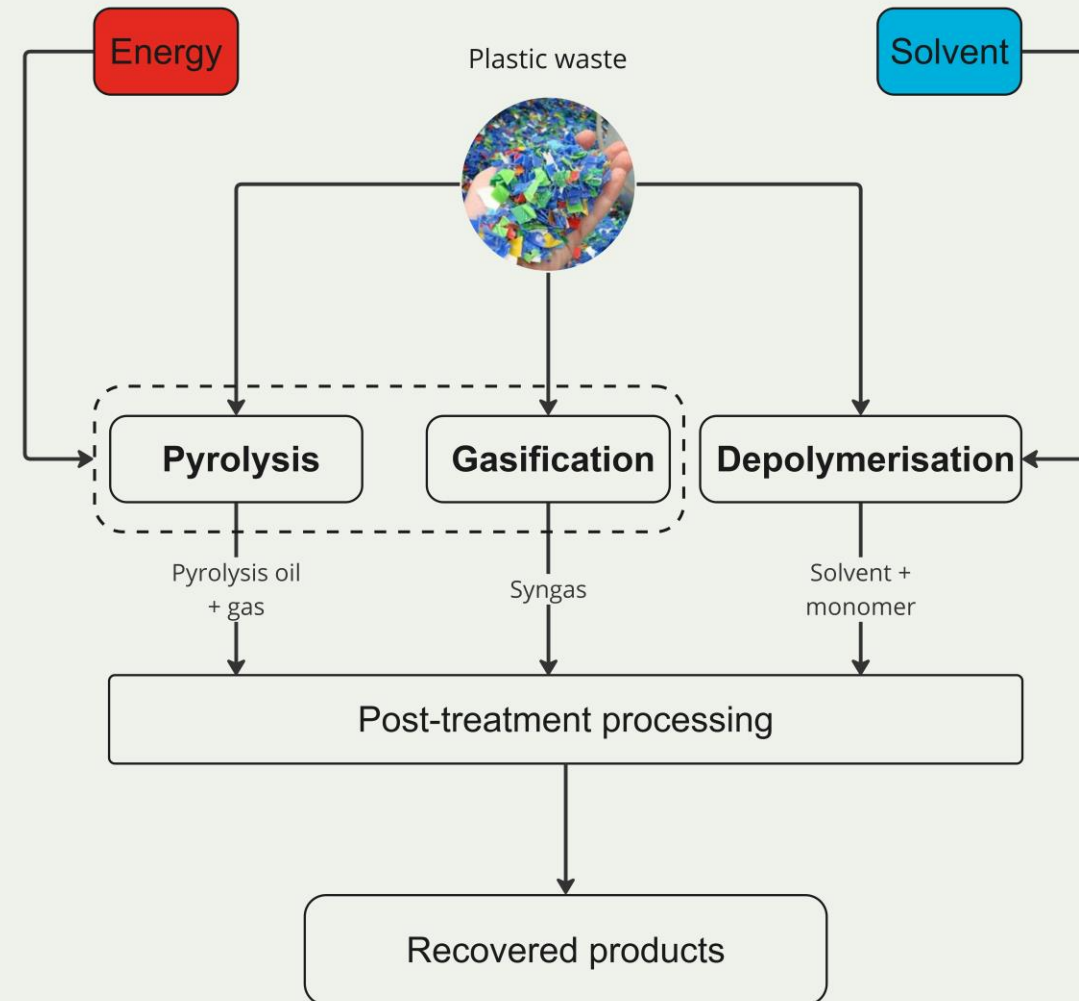 Energy
Plastic waste
Solvent
Pyrolysis
Gasification
Depolymerisation
Pyrolysis oil
+ gas
Syngas
Solvent +
monomer
Post-treatment processing
Recovered products